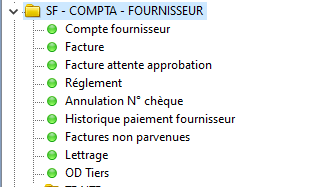 SF - COMPTA - FOURNISSEUR
Compte fournisseur
Facture
Facture attente approbation
Réglement
Annulation N° chèque
Historique paiement fournisseur
Factures non parvenues
Lettrage
OD Tiers